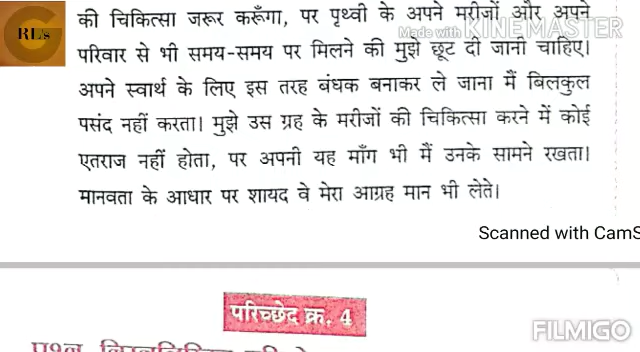 RL's
की चिकित्सा जरूर करूँगा, पर पृथ्वी के अपने मरीजों और अपने
Made with KINEMASTER
परिवार से भी समय-समय पर मिलने की मुझे छूट दी जानी चाहिए।
अपने स्वार्थ के लिए इस तरह बंधक बनाकर ले जाना मैं बिलकुल
पसंद नहीं करता। मुझे उस ग्रह के मरीजों की चिकित्सा करने में कोई
एतराज नहीं होता, पर अपनी यह माँग भी मैं उनके सामने रखता।
मानवता के आधार पर शायद वे मेरा आग्रह मान भी लेते।
Scanned with CamS
परिच्छेद क्र. 4
FILMIGO